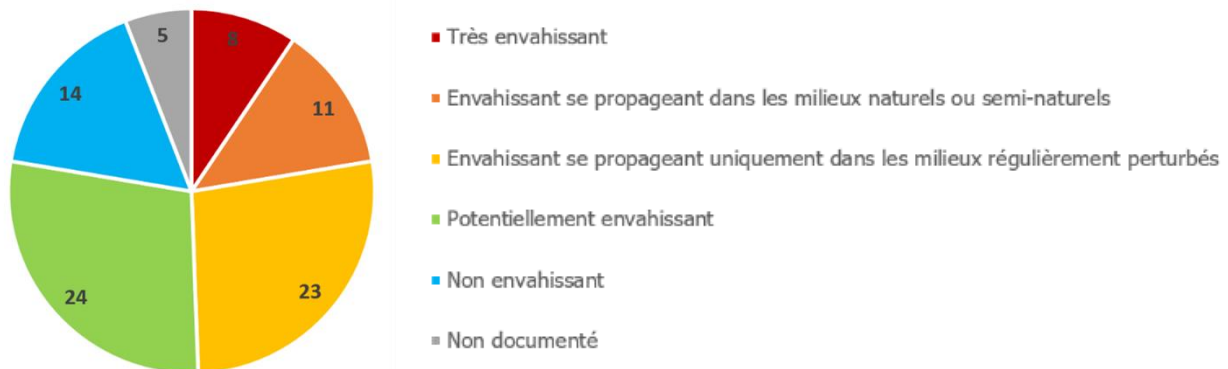 5
8
Très envahissant
14
11
Envahissant se propageant dans les milieux naturels ou semi-naturels
Envahissant se propageant uniquement dans les milieux régulièrement perturbés
Potentiellement envahissant
24
23
Non envahissant
Non documenté